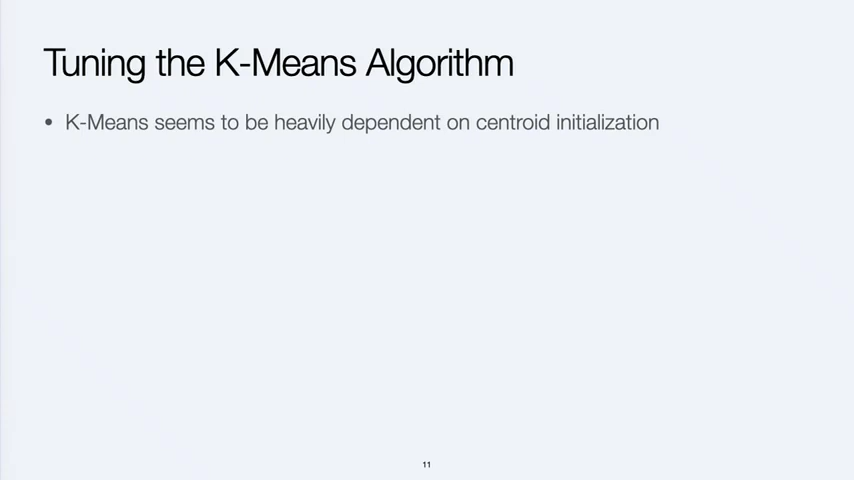 Tuning the K-Means Algorithm
• K-Means seems to be heavily dependent on centroid initialization
11